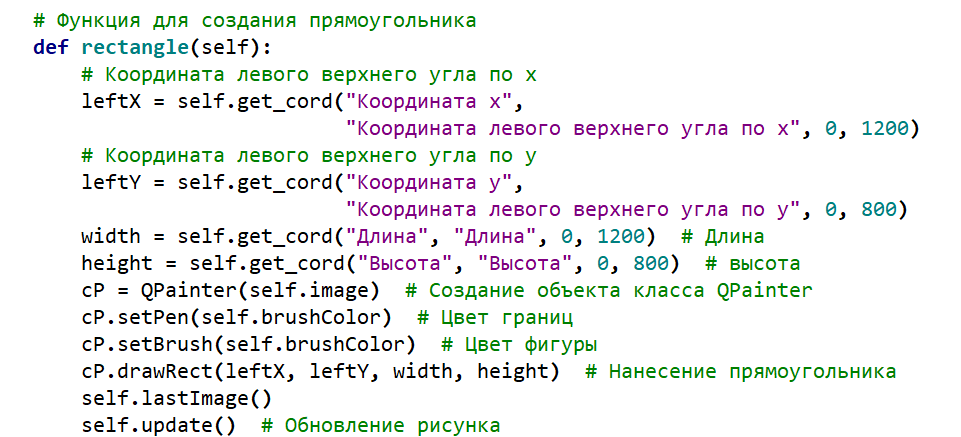 # Функция для создания прямоугольника
def rectangle(self):
    # Координата левого верхнего угла по x
    leftX = self.get_cord("Координата x",
                          "Координата левого верхнего угла по x", 0, 1200)
    # Координата левого верхнего угла по y
    leftY = self.get_cord("Координата y",
                          "Координата левого верхнего угла по y", 0, 800)
    width = self.get_cord("Длина", "Длина", 0, 1200)  # Длина
    height = self.get_cord("Высота", "Высота", 0, 800)  # высота
    cP = QPainter(self.image)  # Создание объекта класса QPainter
    cP.setPen(self.brushColor)  # Цвет границ
    cP.setBrush(self.brushColor)  # Цвет фигуры
    cP.drawRect(leftX, leftY, width, height)  # Нанесение прямоугольника
    self.lastImage()
    self.update()  # Обновление рисунка